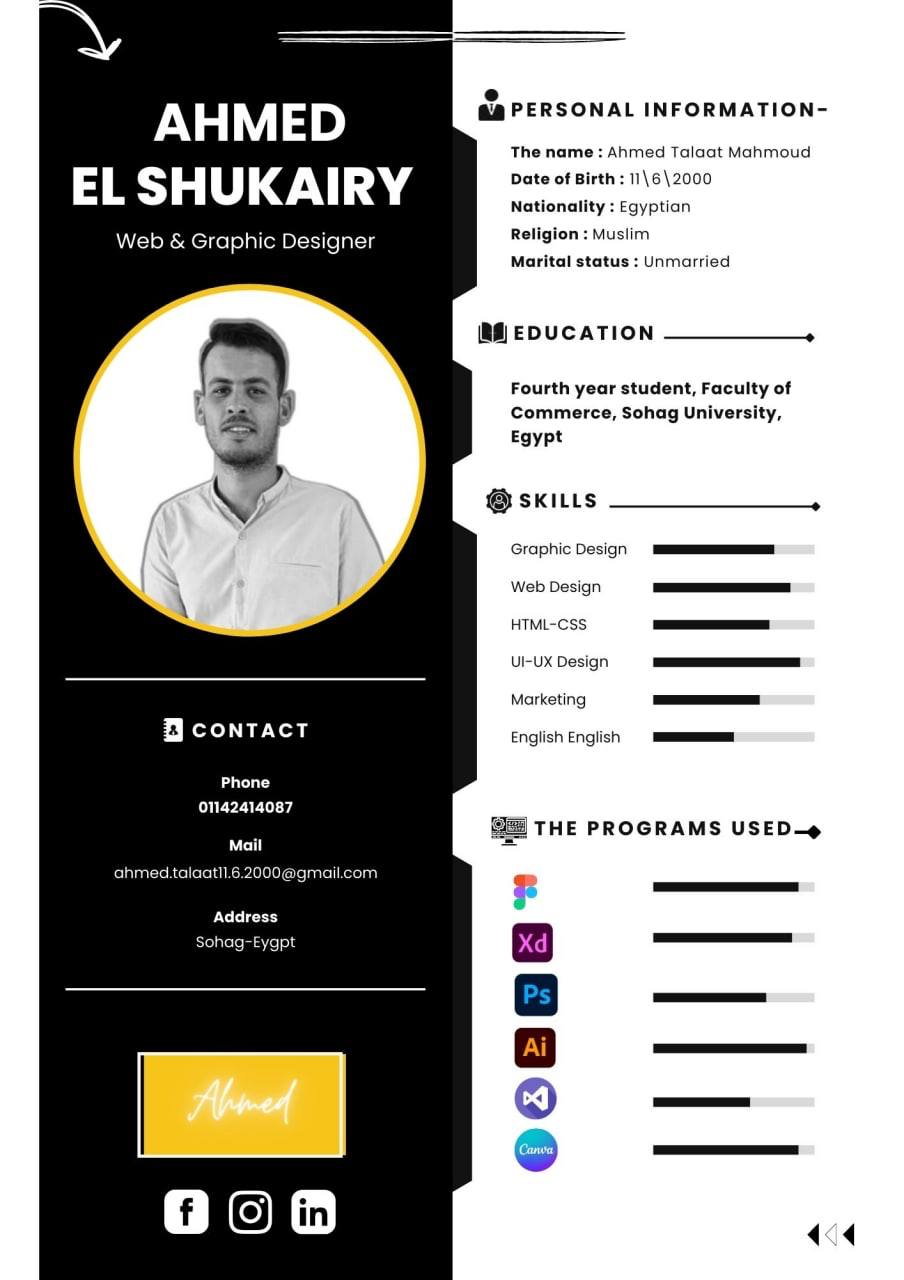 AHMED
EL SHUKAIRY
Web & Graphic Designer
CONTACT
Phone
01142414087
Mail
ahmed.talaat11.6.2000@gmail.com
Address
Sohag-Eygpt
Ahmed
f
in
PERSONAL INFORMATION-
The name : Ahmed Talaat Mahmoud
Date of Birth : 11\6\2000
Nationality : Egyptian
Religion : Muslim
Marital status : Unmarried
EDUCATION
Fourth year student, Faculty of
Commerce, Sohag University,
Egypt
SKILLS
Graphic Design
Web Design
HTML-CSS
UI-UX Design
Marketing
English English
THE PROGRAMS USED
Xd
Ps
Ai
Canva